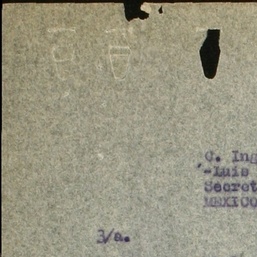 C. Ing
-Luis
Secret
MEXICO
3/a.